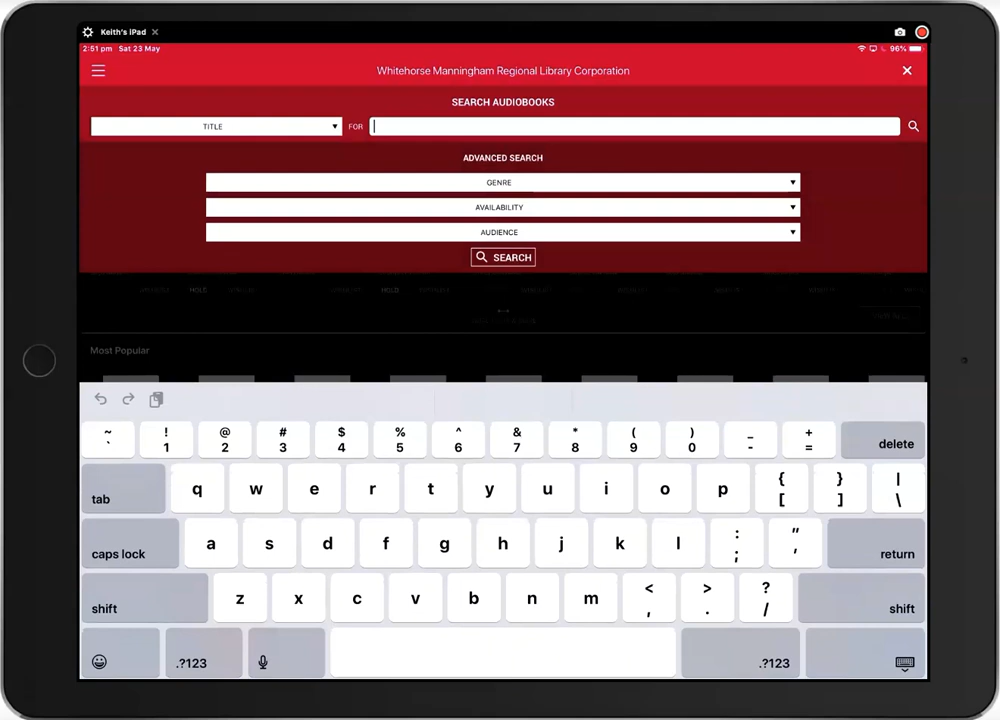 Keith's iPad ×
2:51 pm Sat 23 May 96%
Whitehorse Manningham Regional Library Corporation
SEARCH AUDIOBOOKS
TITLE FOR
ADVANCED SEARCH
GENRE
AVAILABILITY
AUDIENCE
SEARCH
HOLD HOLD
Most Popular
~ ! @ # $ % ^ & * ( ) _ +
` 1 2 3 4 5 6 7 8 9 0 - = delete
tab q w e r t y u i o p { [ } ] | \
caps lock a s d f g h j k l : ; " ' return
shift z x c v b n m < , > . ? / shift
.?123 .?123